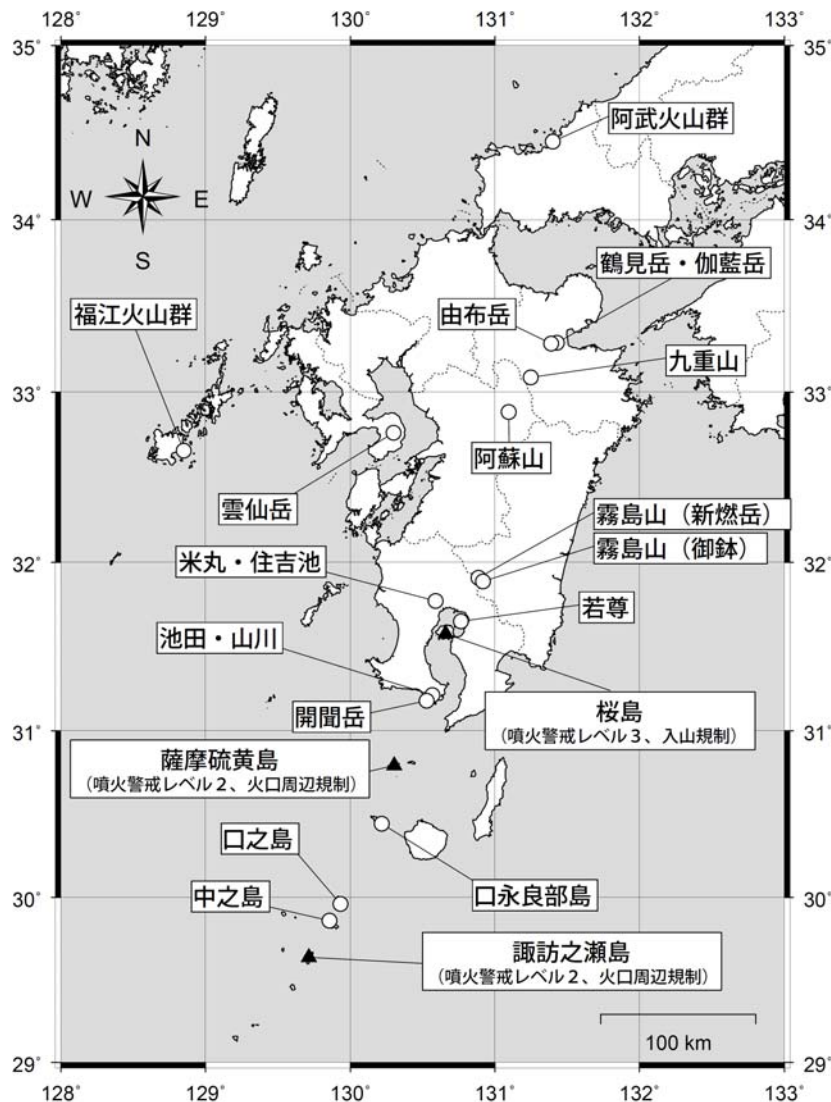 128° 129° 130° 131° 132° 133°
35° 35°
阿武火山群
N
W E
S
34° 34°
鶴見岳・伽藍岳
福江火山群
由布岳
九重山
33° 33°
阿蘇山
雲仙岳
霧島山（新燃岳）
霧島山（御鉢）
32° 32°
米丸・住吉池
若尊
池田・山川
開聞岳
桜島
（噴火警戒レベル３、入山規制）
31° 31°
薩摩硫黄島
（噴火警戒レベル２、火口周辺規制）
口之島
中之島
口永良部島
30° 30°
諏訪之瀬島
（噴火警戒レベル２、火口周辺規制）
100 km
29° 29°
128° 129° 130° 131° 132° 133°